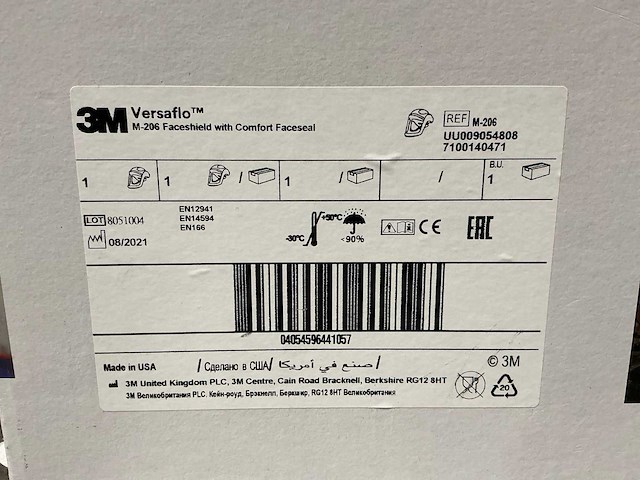 3M Versaflo™
M-206 Faceshield with Comfort Faceseal
REF M-206
UU009054808
7100140471
1
1 /
1 /
/
B.U.
1
LOT 8051004
08/2021
EN12941
EN14594
EN166
-30°C +50°C
<90%
CE
EAC
04054596441057
Made in USA /Сделано в США/ صنع في أمريكا/
© 3M
3M United Kingdom PLC, 3M Centre, Cain Road Bracknell, Berkshire RG12 8HT
3М Великобритания PLC, Кейн-роуд, Брэкнелл, Беркшир, RG12 8HT Великобритания
20